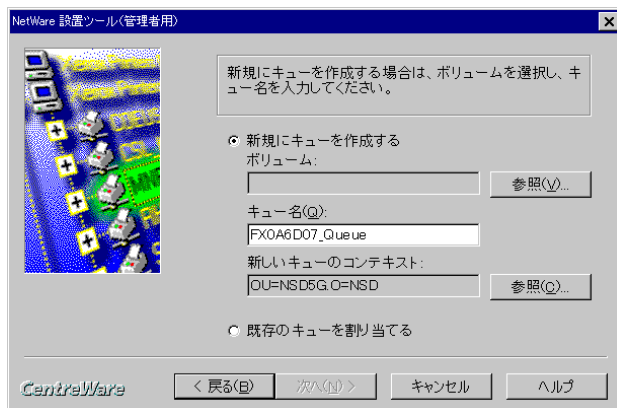 NetWare 設置ツール(管理者用)
新規にキューを作成する場合は、ボリュームを選択し、キ
ュー名を入力してください。
新規にキューを作成する
ボリューム:
参照(V)...
キュー名(Q):
FX0A6D07_Queue
新しいキューのコンテキスト:
OU=NSD5G.O=NSD
参照(C)...
既存のキューを割り当てる
CentreWare
< 戻る(B)
次へ(N) >
キャンセル
ヘルプ